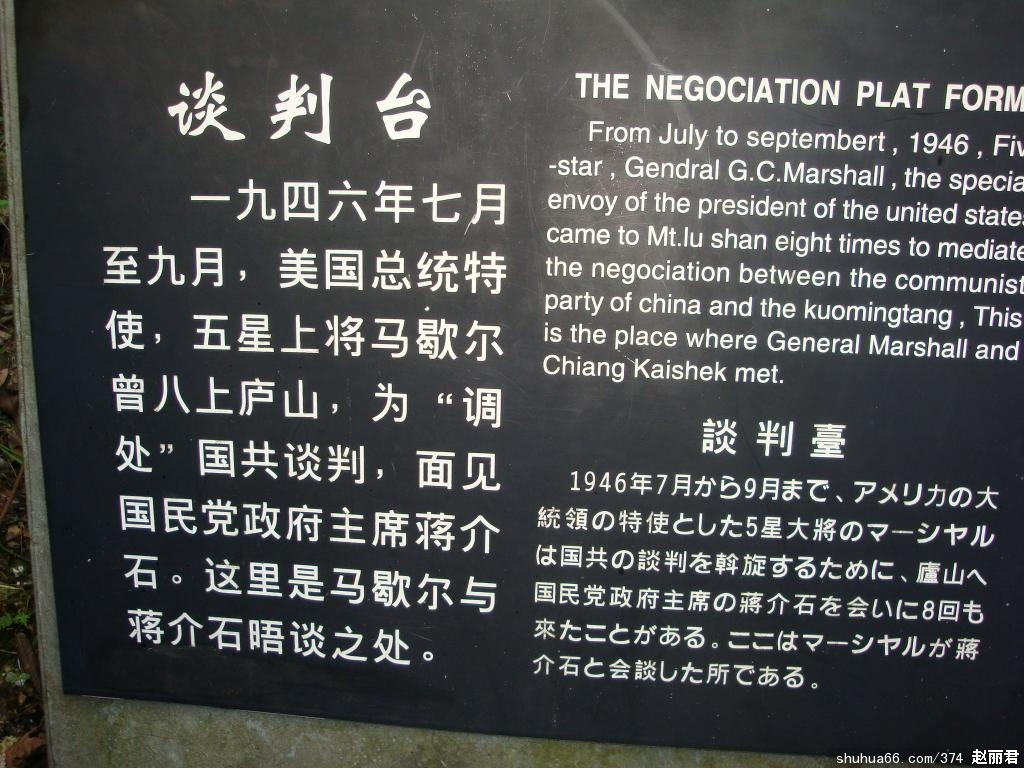 谈判台
一九四六年七月
至九月，美国总统特
使，五星上将马歇尔
曾八上庐山，为“调
处”国共谈判，面见
国民党政府主席蒋介
石。这里是马歇尔与
蒋介石晤谈之处。
THE NEGOCIATION PLAT FORM
From July to septembert , 1946 , Fiv
-star , Gendral G.C.Marshall , the specia
envoy of the president of the united states
came to Mt.lu shan eight times to mediate
the negociation between the communist
party of china and the kuomingtang , This
is the place where General Marshall and
Chiang Kaishek met.
談判臺
1946年7月から9月まで、アメリカの大
統領の特使とした5星大將のマーシヤル
は国共の談判を斡旋するために、廬山へ
国民党政府主席の蔣介石を会いに8回も
來たことがある。ここはマーシヤルが蔣
介石と会談した所である。
shuhua66.com/374 赵丽君